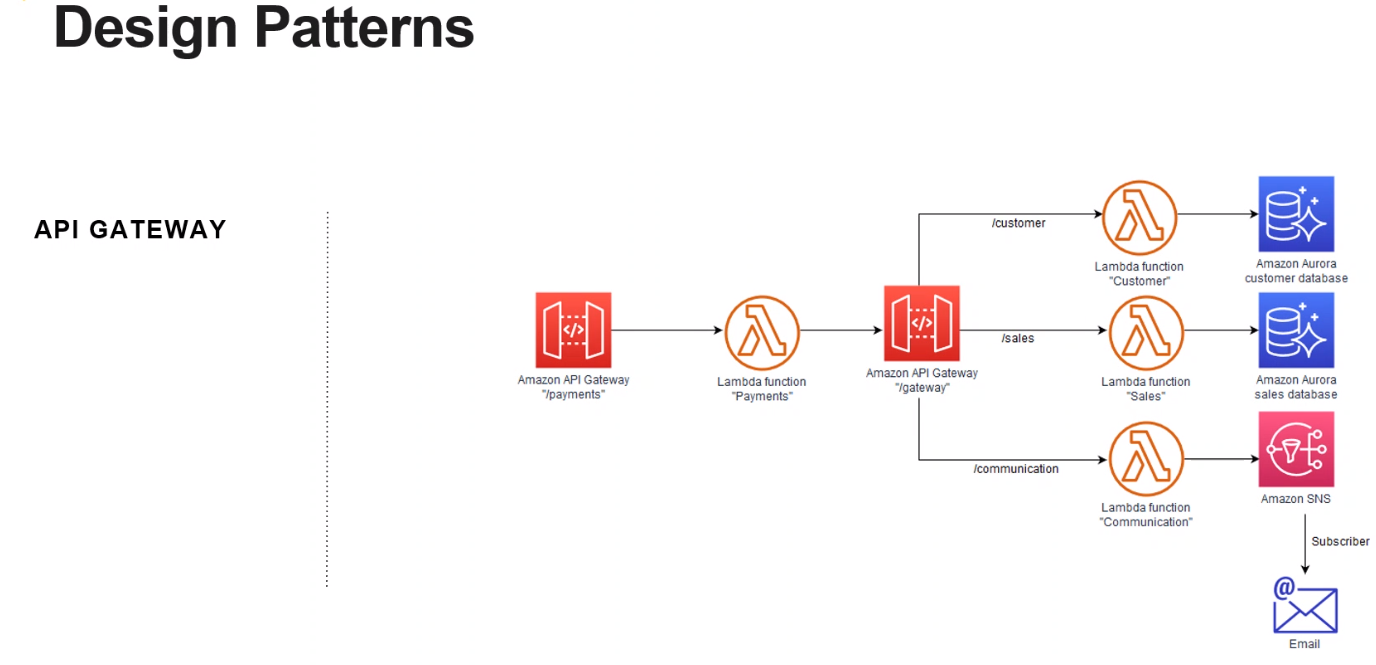 Design Patterns
API GATEWAY
Amazon API Gateway
"/payments"
Lambda function
"Payments"
Amazon API Gateway
"/gateway"
/customer
Lambda function
"Customer"
Amazon Aurora
customer database
/sales
Lambda function
"Sales"
Amazon Aurora
sales database
/communication
Lambda function
"Communication"
Amazon SNS
Subscriber
@
Email